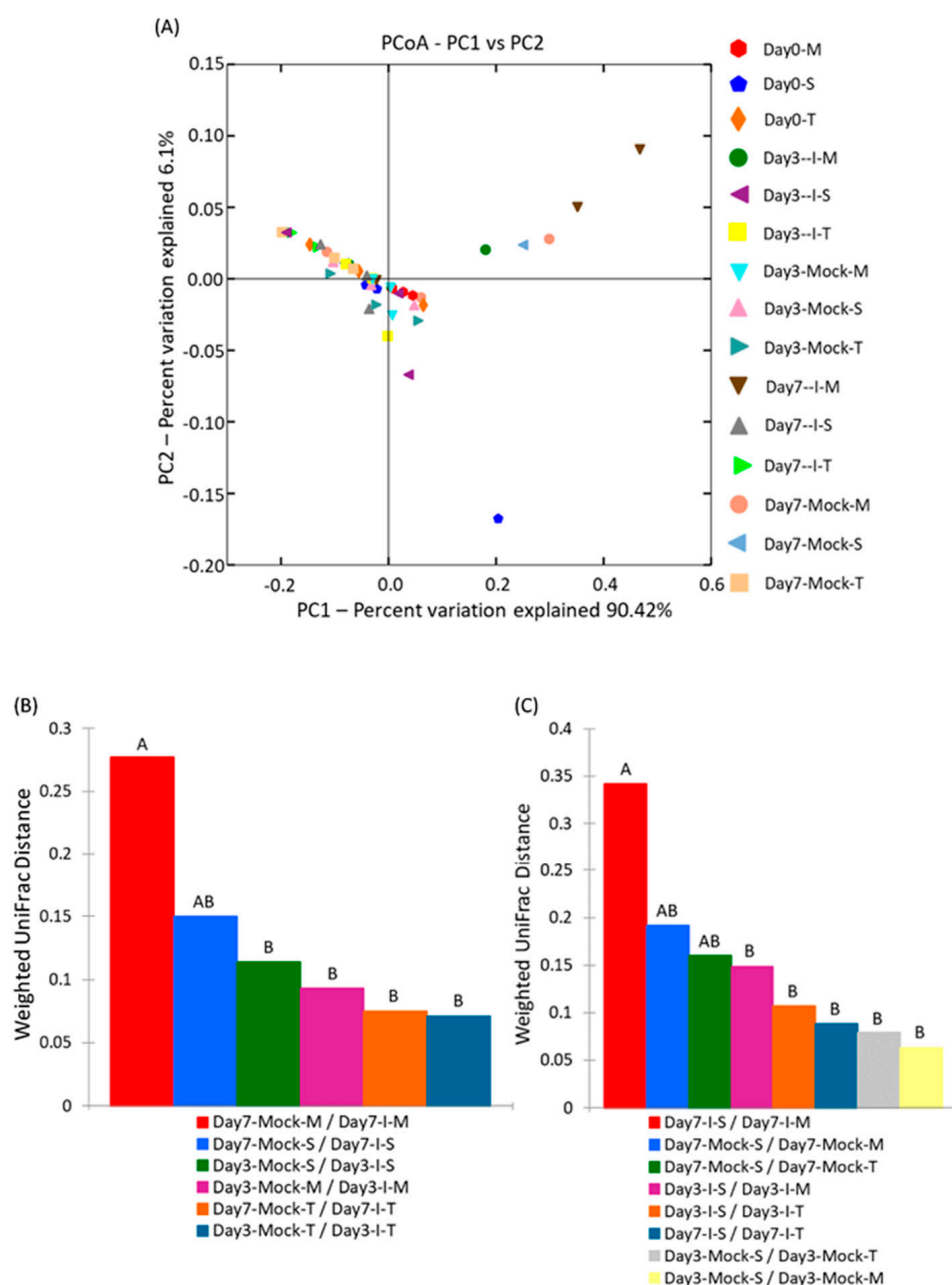 (A)
PCoA - PC1 vs PC2
0.15
0.10
0.05
0.00
-0.05
-0.10
-0.15
-0.20
PC2 – Percent variation explained 6.1%
-0.2
0.0
0.2
0.4
0.6
PC1 – Percent variation explained 90.42%
Day0-M
Day0-S
Day0-T
Day3--I-M
Day3--I-S
Day3--I-T
Day3-Mock-M
Day3-Mock-S
Day3-Mock-T
Day7--I-M
Day7--I-S
Day7--I-T
Day7-Mock-M
Day7-Mock-S
Day7-Mock-T
(B)
Weighted UniFrac Distance
0.3
0.25
0.2
0.15
0.1
0.05
0
A
AB
B
B
B
B
Day7-Mock-M / Day7-I-M
Day7-Mock-S / Day7-I-S
Day3-Mock-S / Day3-I-S
Day3-Mock-M / Day3-I-M
Day7-Mock-T / Day7-I-T
Day3-Mock-T / Day3-I-T
(C)
Weighted UniFrac Distance
0.4
0.35
0.3
0.25
0.2
0.15
0.1
0.05
0
A
AB
AB
B
B
B
B
B
Day7-I-S / Day7-I-M
Day7-Mock-S / Day7-Mock-M
Day7-Mock-S / Day7-Mock-T
Day3-I-S / Day3-I-M
Day3-I-S / Day3-I-T
Day7-I-S / Day7-I-T
Day3-Mock-S / Day3-Mock-T
Day3-Mock-S / Day3-Mock-M